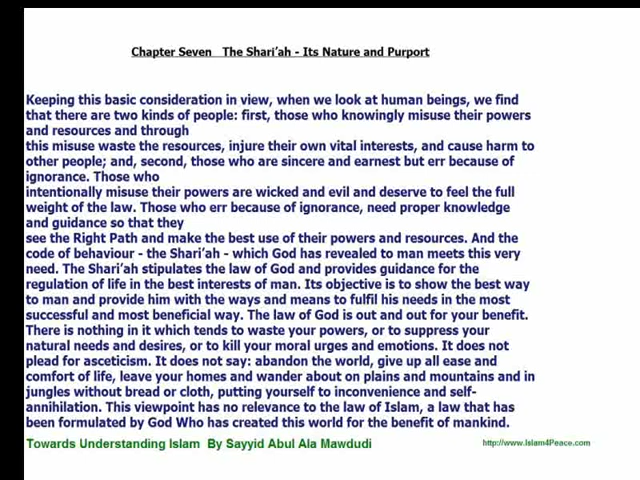 Chapter Seven   The Shari'ah - Its Nature and Purport
Keeping this basic consideration in view, when we look at human beings, we find
that there are two kinds of people: first, those who knowingly misuse their powers
and resources and through
this misuse waste the resources, injure their own vital interests, and cause harm to
other people; and, second, those who are sincere and earnest but err because of
ignorance. Those who
intentionally misuse their powers are wicked and evil and deserve to feel the full
weight of the law. Those who err because of ignorance, need proper knowledge
and guidance so that they
see the Right Path and make the best use of their powers and resources. And the
code of behaviour - the Shari'ah - which God has revealed to man meets this very
need. The Shari'ah stipulates the law of God and provides guidance for the
regulation of life in the best interests of man. Its objective is to show the best way
to man and provide him with the ways and means to fulfil his needs in the most
successful and most beneficial way. The law of God is out and out for your benefit.
There is nothing in it which tends to waste your powers, or to suppress your
natural needs and desires, or to kill your moral urges and emotions. It does not
plead for asceticism. It does not say: abandon the world, give up all ease and
comfort of life, leave your homes and wander about on plains and mountains and in
jungles without bread or cloth, putting yourself to inconvenience and self-
annihilation. This viewpoint has no relevance to the law of Islam, a law that has
been formulated by God Who has created this world for the benefit of mankind.
Towards Understanding Islam  By Sayyid Abul Ala Mawdudi
http://www.Islam4Peace.com